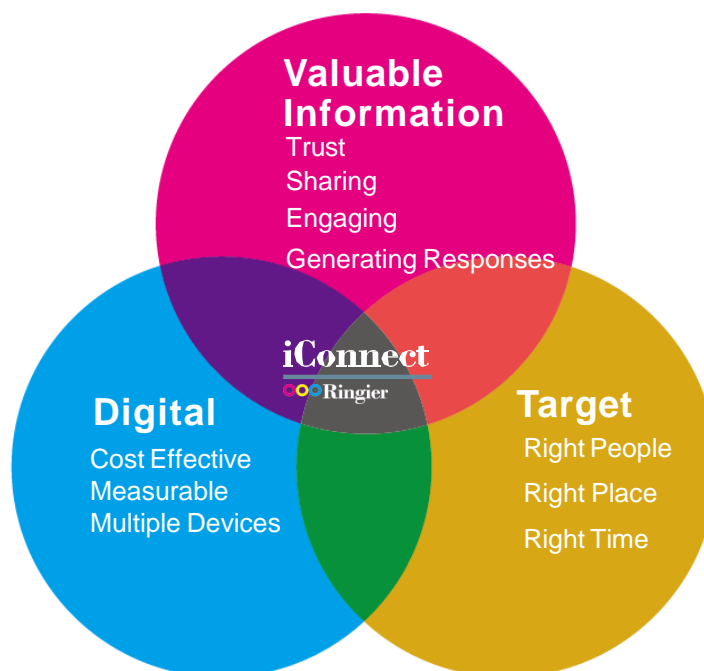 Valuable
Information
Trust
Sharing
Engaging
Generating Responses
iConnect
Ringier
Digital
Cost Effective
Measurable
Multiple Devices
Target
Right People
Right Place
Right Time